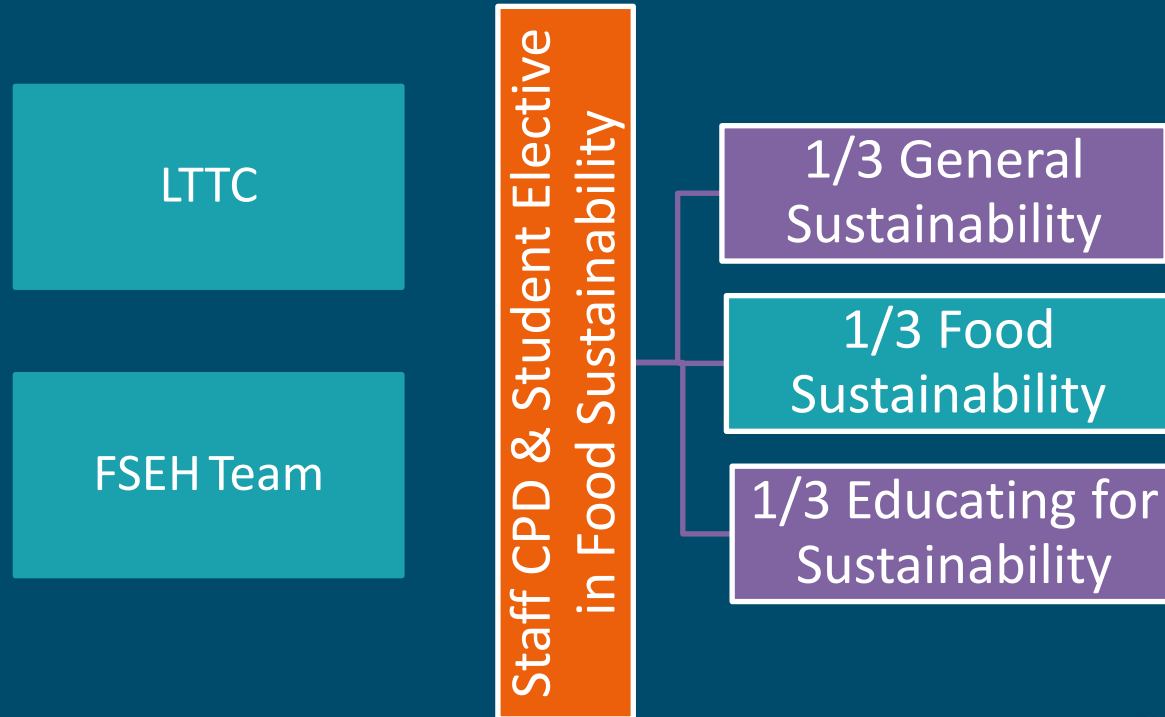 LTTC
FSEH Team
Staff CPD & Student Elective
in Food Sustainability
1/3 General
Sustainability
1/3 Food
Sustainability
1/3 Educating for
Sustainability